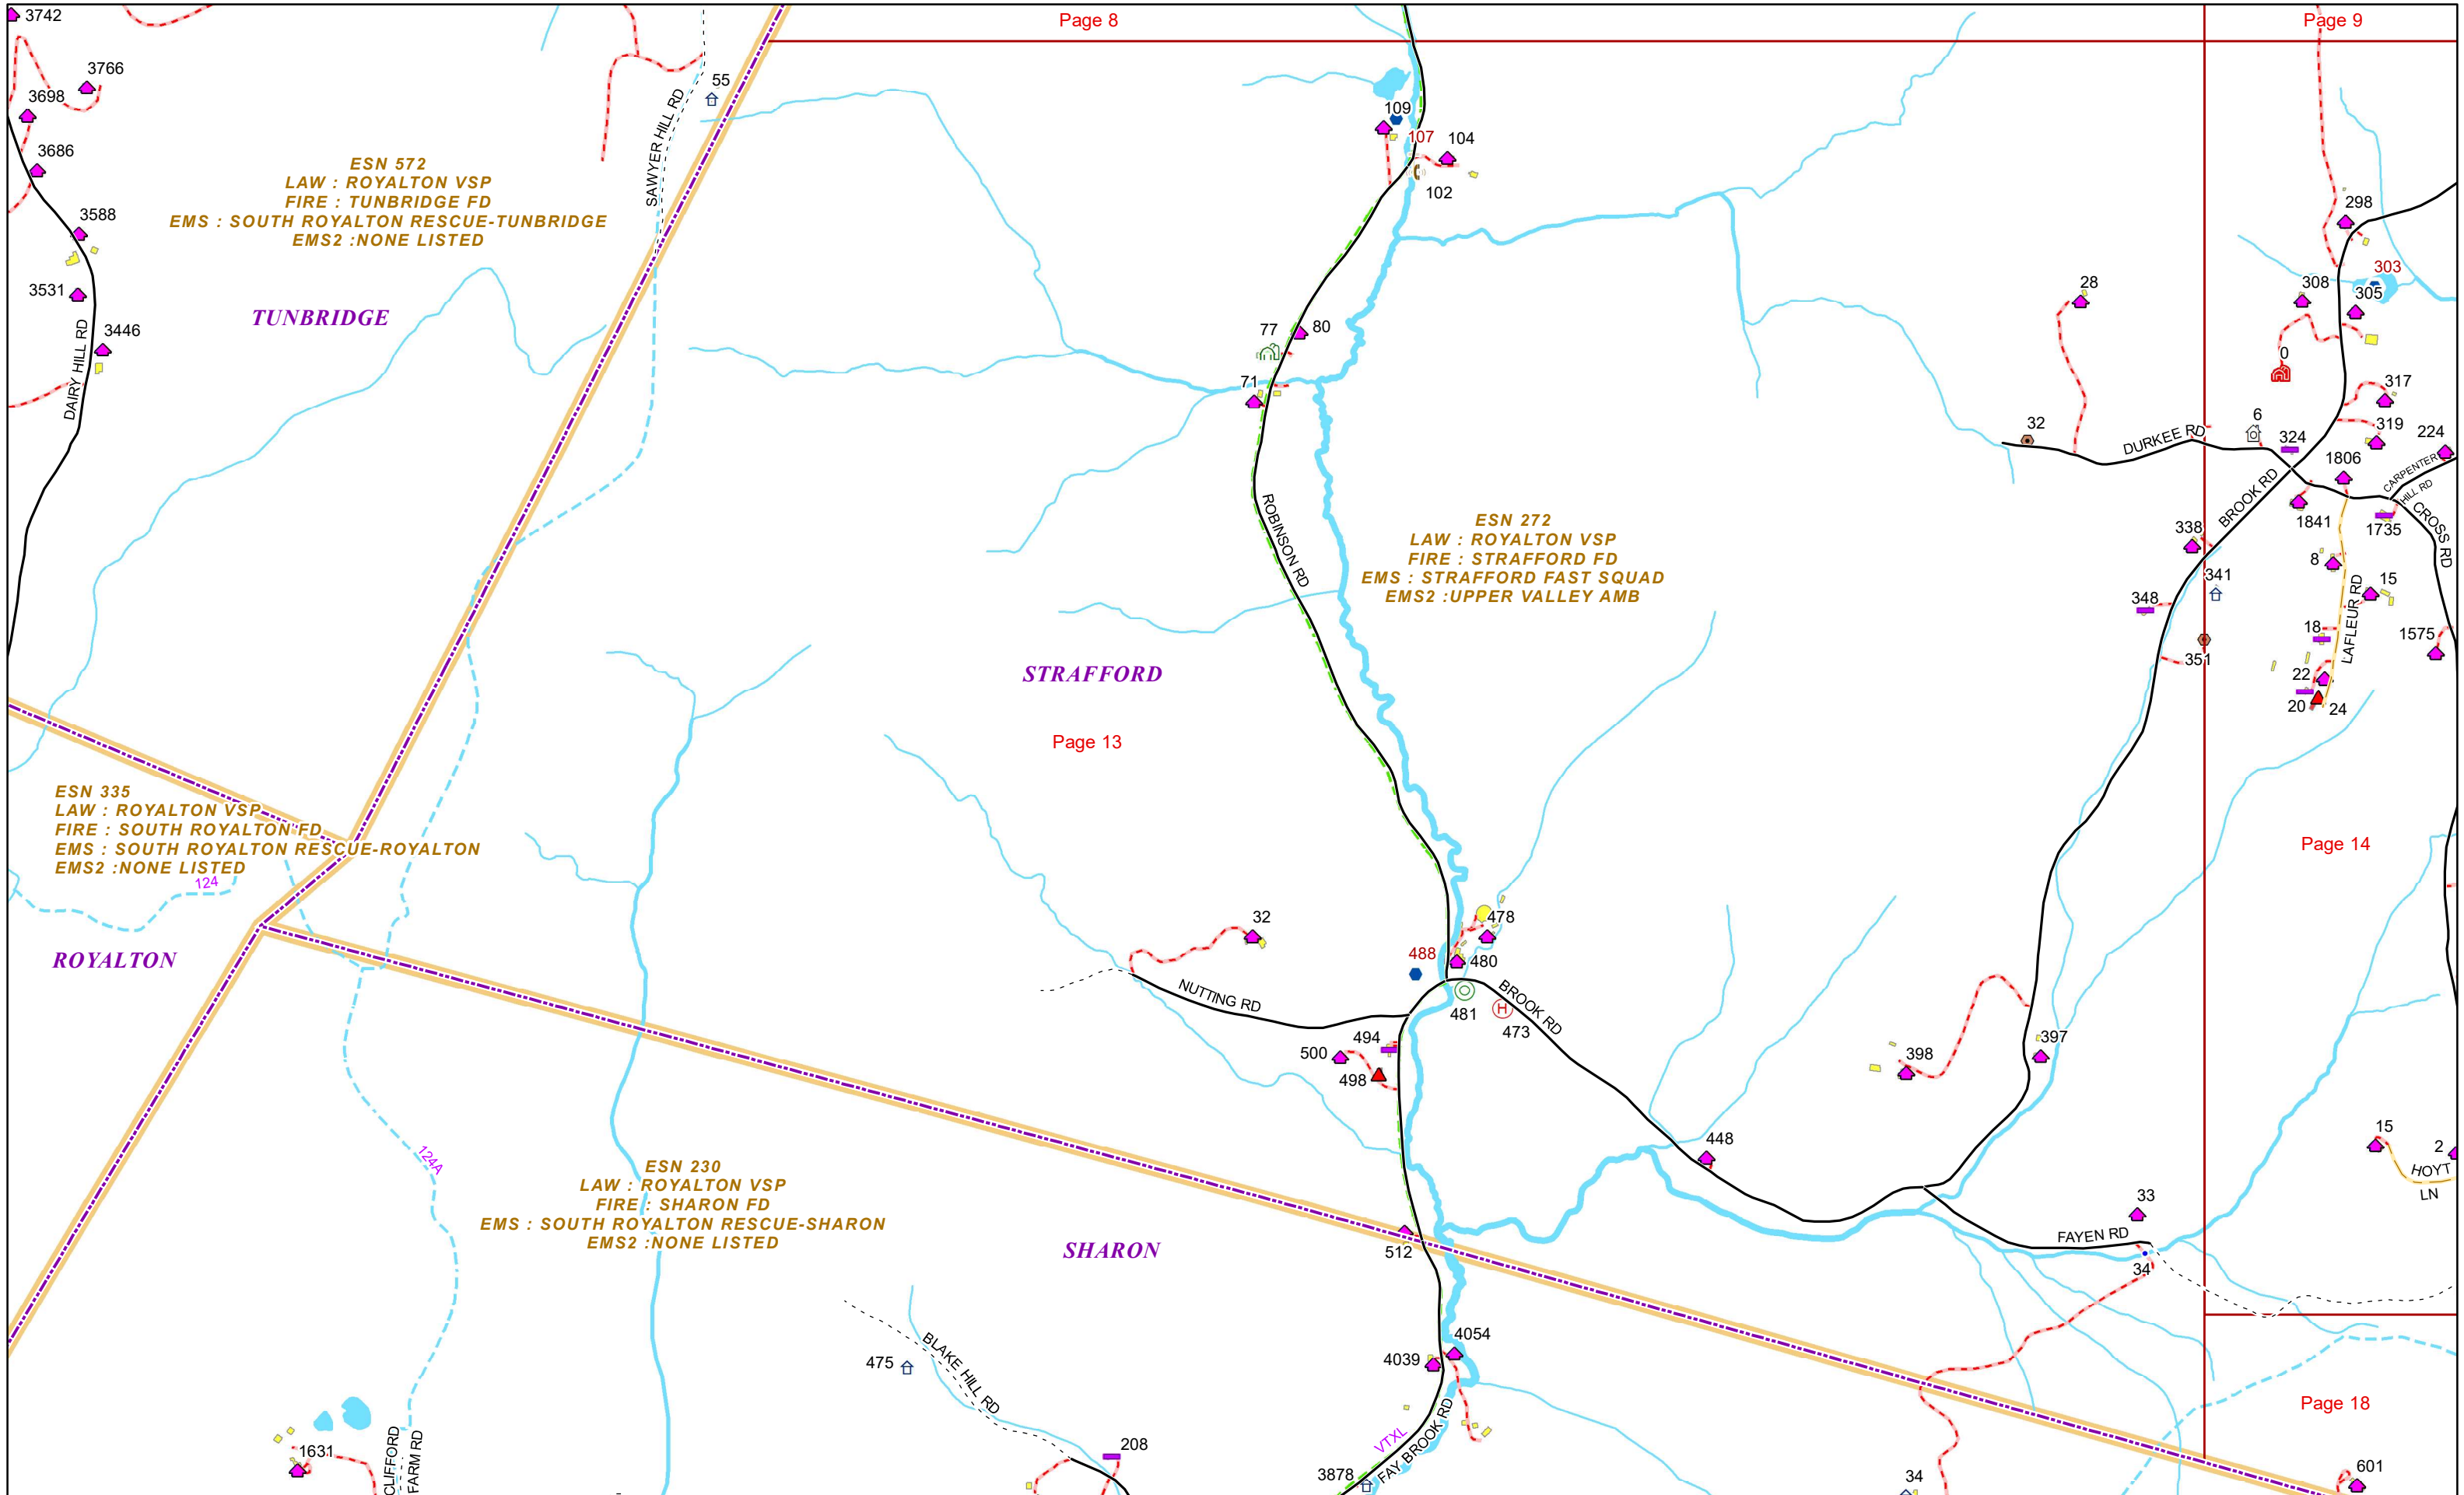 3742
Page 8
Page 9
3766
55
3698
109
107
104
3686
SAWYER HILL RD
ESN 572
LAW : ROYALTON VSP
FIRE : TUNBRIDGE FD
EMS : SOUTH ROYALTON RESCUE-TUNBRIDGE
EMS2 :NONE LISTED
102
3588
298
303
3531
28
308
305
TUNBRIDGE
77
80
3446
DAIRY HILL RD
0
71
317
32
6
319
DURKEE RD
324
224
1806
CARPENTER
HILL RD
BROOK RD
ROBINSON RD
ESN 272
LAW : ROYALTON VSP
FIRE : STRAFFORD FD
EMS : STRAFFORD FAST SQUAD
EMS2 :UPPER VALLEY AMB
1841
1735
CROSS RD
338
8
341
15
348
LAFLEUR RD
18
1575
351
STRAFFORD
22
20
24
Page 13
ESN 335
LAW : ROYALTON VSP
FIRE : SOUTH ROYALTON FD
EMS : SOUTH ROYALTON RESCUE-ROYALTON
EMS2 :NONE LISTED
Page 14
124
32
478
ROYALTON
488
480
NUTTING RD
481
BROOK RD
473
494
500
498
397
398
124A
448
15
2
HOYT
LN
ESN 230
LAW : ROYALTON VSP
FIRE : SHARON FD
EMS : SOUTH ROYALTON RESCUE-SHARON
EMS2 :NONE LISTED
33
FAYEN RD
SHARON
512
34
4054
475
BLAKE HILL RD
4039
Page 18
VTXL
FAY BROOK RD
1631
CLIFFORD
FARM RD
208
3878
34
601